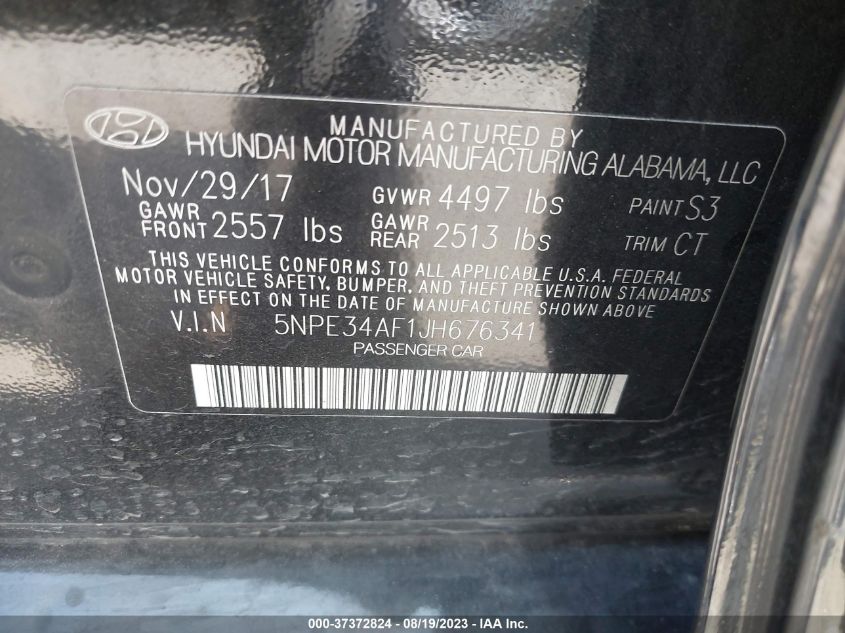 MANUFACTURED BY
HYUNDAI MOTOR MANUFACTURING ALABAMA, LLC
Nov/29/17 GVWR 4497 lbs PAINT S3
GAWR FRONT 2557 lbs GAWR REAR 2513 lbs TRIM CT
THIS VEHICLE CONFORMS TO ALL APPLICABLE U.S.A. FEDERAL
MOTOR VEHICLE SAFETY, BUMPER, AND THEFT PREVENTION STANDARDS
IN EFFECT ON THE DATE OF MANUFACTURE SHOWN ABOVE
V.I.N 5NPE34AF1JH676341
PASSENGER CAR
000-37372824 - 08/19/2023 - IAA Inc.